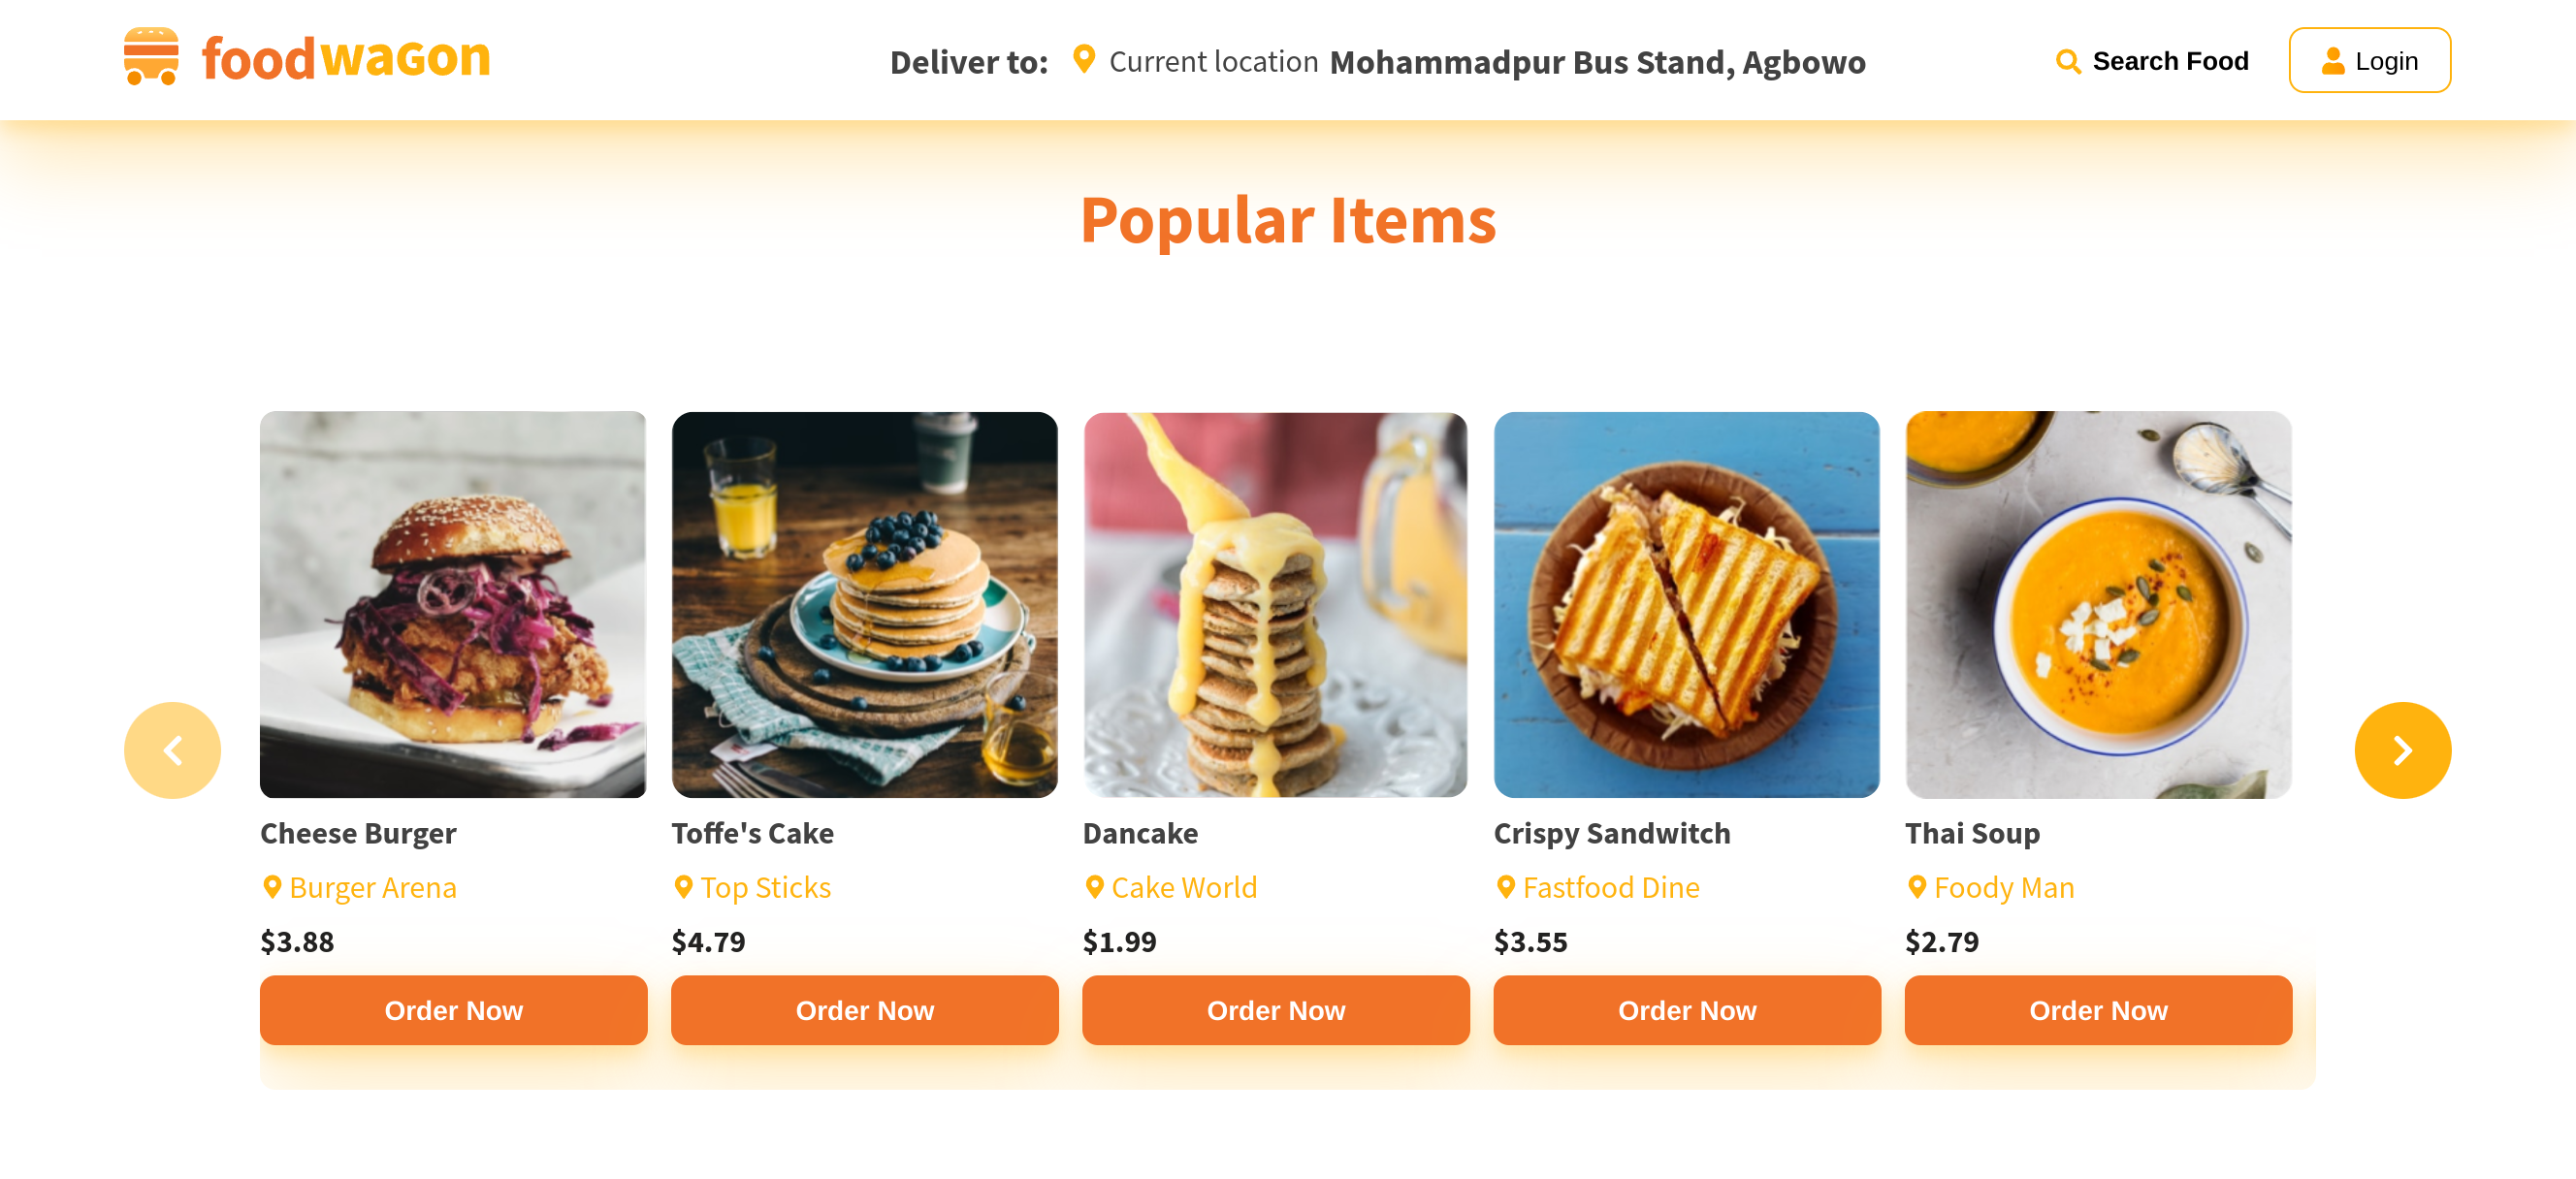 foodwagon
Deliver to: Current location Mohammadpur Bus Stand, Agbowo
Search Food
Login
Popular Items
Cheese Burger
Burger Arena
$3.88
Order Now
Toffe's Cake
Top Sticks
$4.79
Order Now
Dancake
Cake World
$1.99
Order Now
Crispy Sandwitch
Fastfood Dine
$3.55
Order Now
Thai Soup
Foody Man
$2.79
Order Now